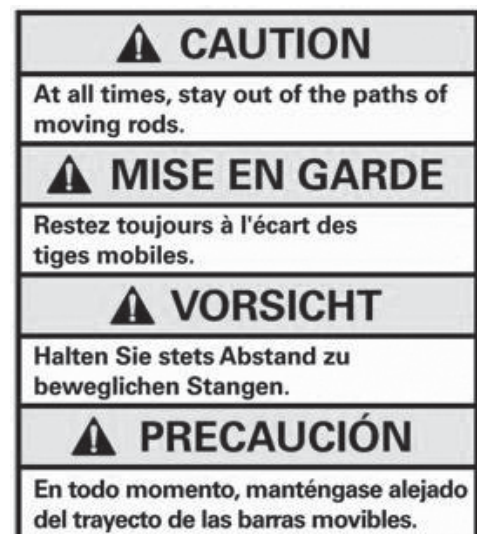 CAUTION
At all times, stay out of the paths of
moving rods.
MISE EN GARDE
Restez toujours à l'écart des
tiges mobiles.
VORSICHT
Halten Sie stets Abstand zu
beweglichen Stangen.
PRECAUCIÓN
En todo momento, manténgase alejado
del trayecto de las barras movibles.